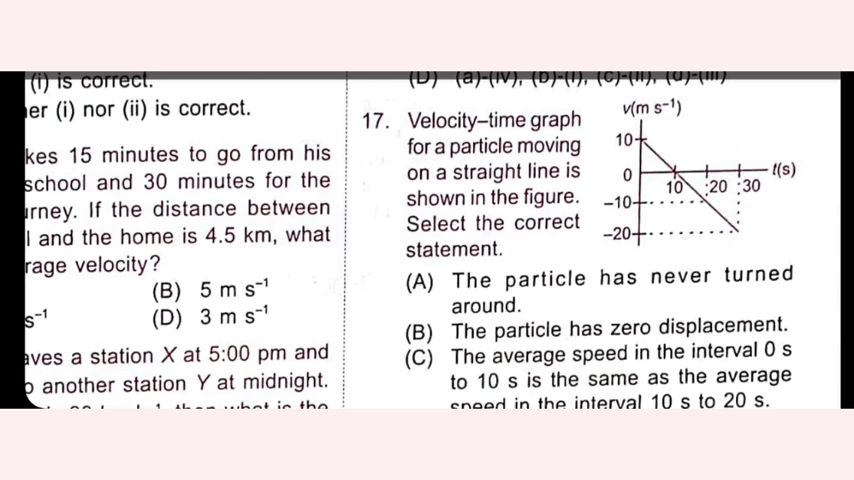 (i) is correct.
er (i) nor (ii) is correct.
kes 15 minutes to go from his
school and 30 minutes for the
rney. If the distance between
l and the home is 4.5 km, what
rage velocity?
(B) 5 m s⁻¹
s⁻¹ (D) 3 m s⁻¹
aves a station X at 5:00 pm and
o another station Y at midnight.
than what is the
(D) (a)-(iv), (b)-(i), (c)-(ii), (d)-(iii)
17. Velocity–time graph
for a particle moving
on a straight line is
shown in the figure.
Select the correct
statement.
v(m s⁻¹)
10
0
t(s)
10 20 30
–10
–20
(A) The particle has never turned
around.
(B) The particle has zero displacement.
(C) The average speed in the interval 0 s
to 10 s is the same as the average
speed in the interval 10 s to 20 s.